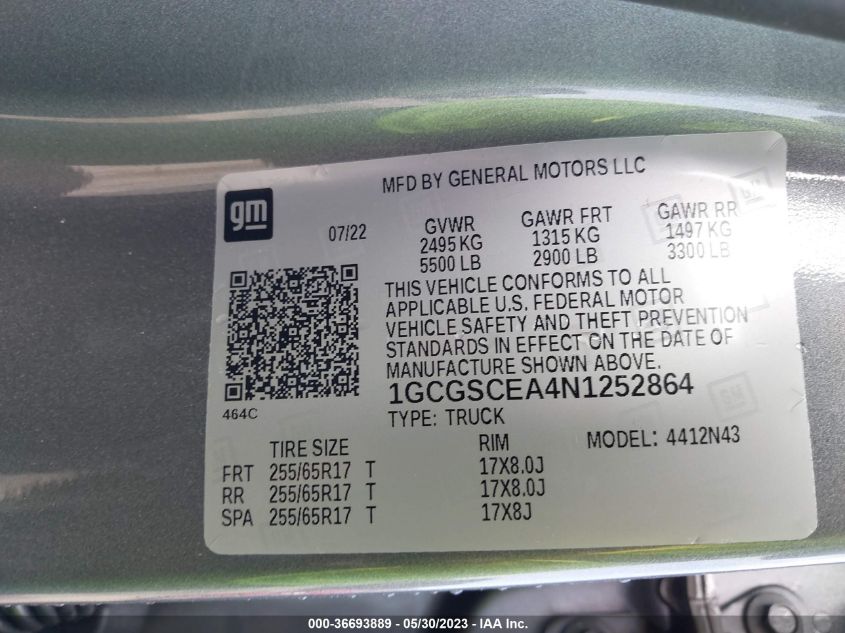 MFD BY GENERAL MOTORS LLC
gm
07/22
GVWR GAWR FRT GAWR RR
2495 KG 1315 KG 1497 KG
5500 LB 2900 LB 3300 LB
THIS VEHICLE CONFORMS TO ALL
APPLICABLE U.S. FEDERAL MOTOR
VEHICLE SAFETY AND THEFT PREVENTION
STANDARDS IN EFFECT ON THE DATE OF
MANUFACTURE SHOWN ABOVE.
1GCGSCEA4N1252864
464C
TYPE: TRUCK
TIRE SIZE RIM MODEL: 4412N43
FRT 255/65R17 T 17X8.0J
RR 255/65R17 T 17X8.0J
SPA 255/65R17 T 17X8J
000-36693889 — 05/30/2023 - IAA Inc.